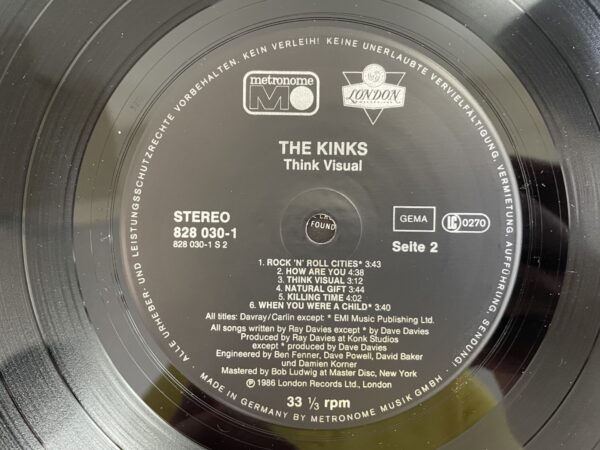 ALLE URHEBER- UND LEISTUNGSSCHUTZRECHTE VORBEHALTEN. KEIN VERLEIH! KEINE UNERLAUBTE VERVIELFÄLTIGUNG, VERMIETUNG, AUFFÜHRUNG, SENDUNG!
metronome
LONDON
THE KINKS
Think Visual
STEREO
828 030-1
828 030-1 S 2
FOUND
GEMA
LC 0270
Seite 2
1. ROCK 'N' ROLL CITIES* 3:43
2. HOW ARE YOU 4:38
3. THINK VISUAL 3:12
4. NATURAL GIFT 3:44
5. KILLING TIME 4:02
6. WHEN YOU WERE A CHILD* 3:40
All titles: Davray/Carlin except: * EMI Music Publishing Ltd.
All songs written by Ray Davies except * by Dave Davies
Produced by Ray Davies at Konk Studios
except * produced by Dave Davies
Engineered by Ben Fenner, Dave Powell, David Baker
and Damien Korner
Mastered by Bob Ludwig at Master Disc, New York
℗ 1986 London Records Ltd., London
33 1/3 rpm
MADE IN GERMANY BY METRONOME MUSIK GMBH